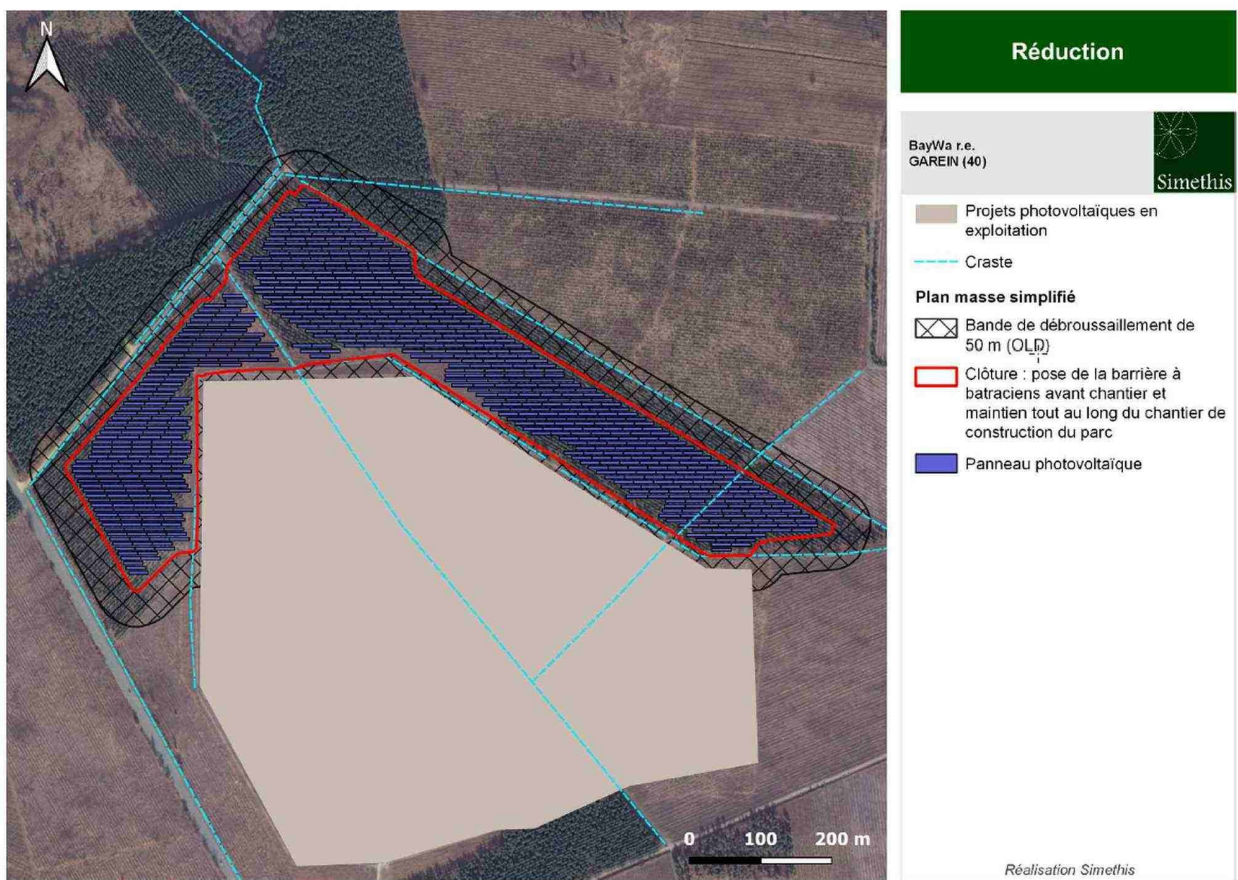 N
0 100 200 m
Réduction
BayWa r.e.
GAREIN (40)
Simethis
Projets photovoltaïques en
exploitation
Craste
Plan masse simplifié
Bande de débroussaillement de
50 m (OLD)
Clôture : pose de la barrière à
batraciens avant chantier et
maintien tout au long du chantier de
construction du parc
Panneau photovoltaïque
Réalisation Simethis